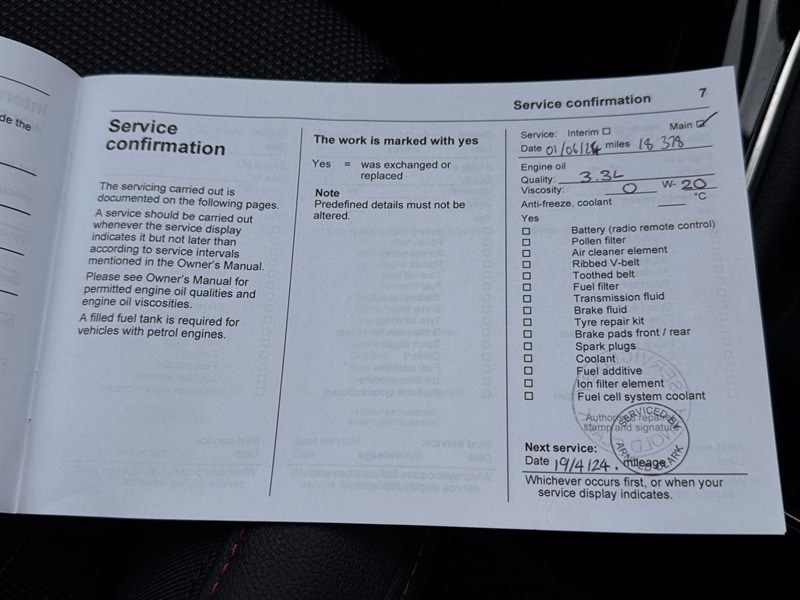 de the
Service
confirmation
The servicing carried out is
documented on the following pages.
A service should be carried out
whenever the service display
indicates it but not later than
according to service intervals
mentioned in the Owner's Manual.
Please see Owner's Manual for
permitted engine oil qualities and
engine oil viscosities.
A filled fuel tank is required for
vehicles with petrol engines.
The work is marked with yes
Yes = was exchanged or
replaced
Note
Predefined details must not be
altered.
Service confirmation 7
Service: Interim ☐ Main ☑
Date 01/06/24 miles 18 378
Engine oil
Quality: 3.3L
Viscosity: 0 W- 20
Anti-freeze, coolant °C
Yes
☐ Battery (radio remote control)
☐ Pollen filter
☐ Air cleaner element
☐ Ribbed V-belt
☐ Toothed belt
☐ Fuel filter
☐ Transmission fluid
☐ Brake fluid
☐ Tyre repair kit
☐ Brake pads front / rear
☐ Spark plugs
☐ Coolant
☐ Fuel additive
☐ Ion filter element
☐ Fuel cell system coolant
Authorised repairer
stamp and signature
SERVICED BY
ARNOLD CLARK
Next service:
Date 19/4/24. mileage
Whichever occurs first, or when your
service display indicates.